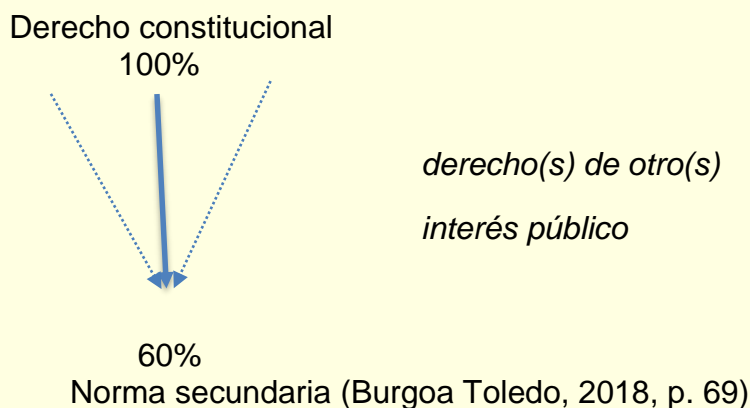 Derecho constitucional
100%
derecho(s) de otro(s)
interés público
60%
Norma secundaria (Burgoa Toledo, 2018, p. 69)